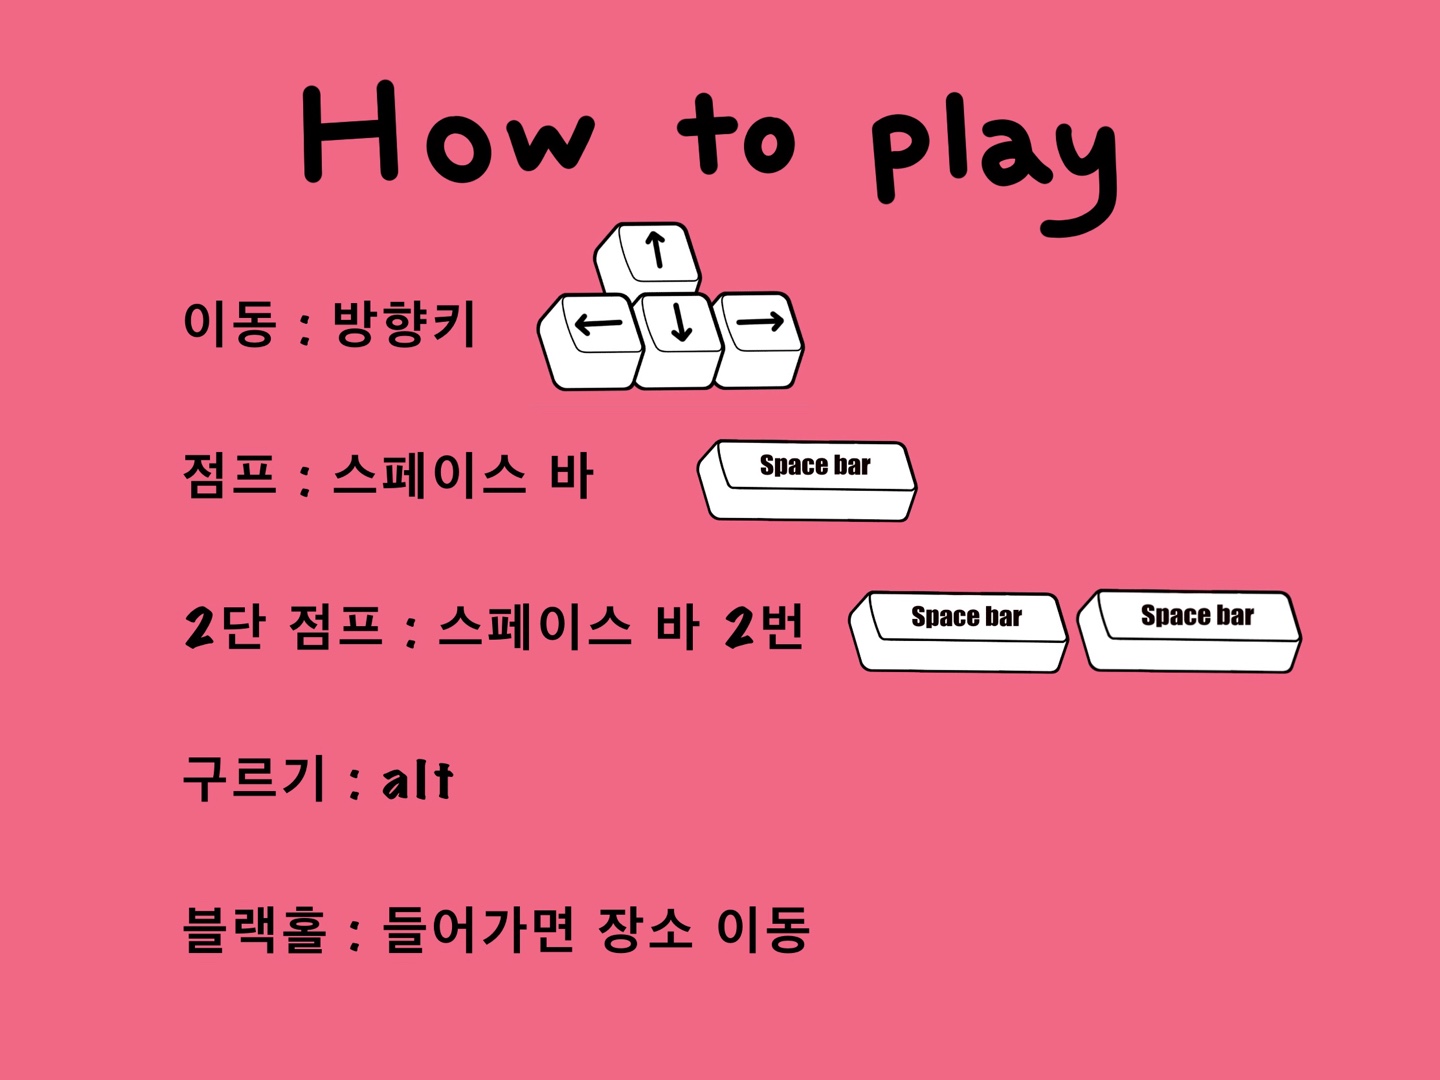 How to play
↑
이동 : 방향키 ← ↓ →
점프 : 스페이스 바 Space bar
2단 점프 : 스페이스 바 2번 Space bar Space bar
구르기 : alt
블랙홀 : 들어가면 장소 이동